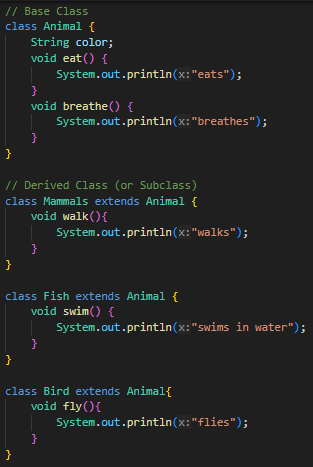 // Base Class
class Animal {
    String color;
    void eat() {
        System.out.println(x:"eats");
    }
    void breathe() {
        System.out.println(x:"breathes");
    }
}

// Derived Class (or Subclass)
class Mammals extends Animal {
    void walk(){
        System.out.println(x:"walks");
    }
}

class Fish extends Animal {
    void swim() {
        System.out.println(x:"swims in water");
    }
}

class Bird extends Animal{
    void fly(){
        System.out.println(x:"flies");
    }
}